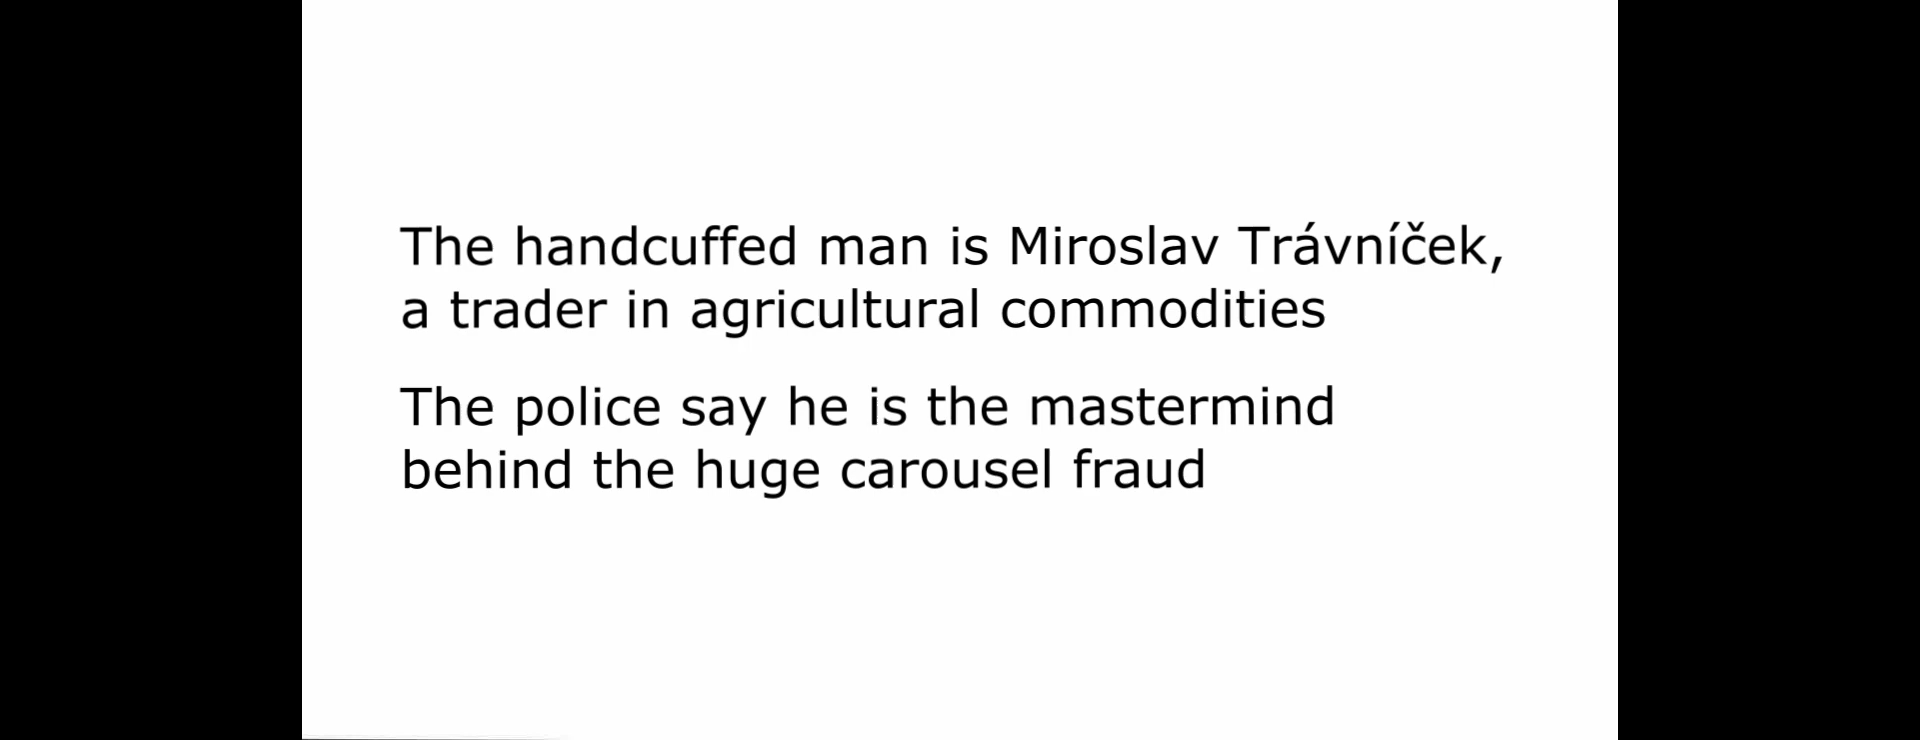 The handcuffed man is Miroslav Trávníček,
a trader in agricultural commodities
The police say he is the mastermind
behind the huge carousel fraud